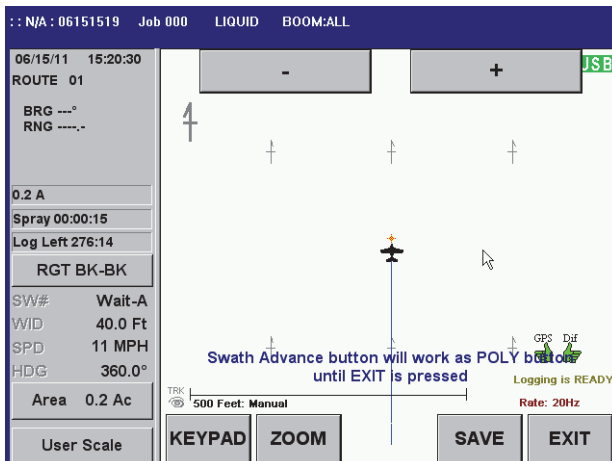 :: N/A : 06151519 Job 000 LIQUID BOOM:ALL
06/15/11 15:20:30
ROUTE 01
BRG ---°
RNG ----.-
0.2 A
Spray 00:00:15
Log Left 276:14
RGT BK-BK
SW# Wait-A
WID 40.0 Ft
SPD 11 MPH
HDG 360.0°
Area 0.2 Ac
User Scale
- +
USB
GPS Dif
Swath Advance button will work as POLY button
until EXIT is pressed
Logging is READY
TRK
500 Feet: Manual
Rate: 20Hz
KEYPAD ZOOM SAVE EXIT